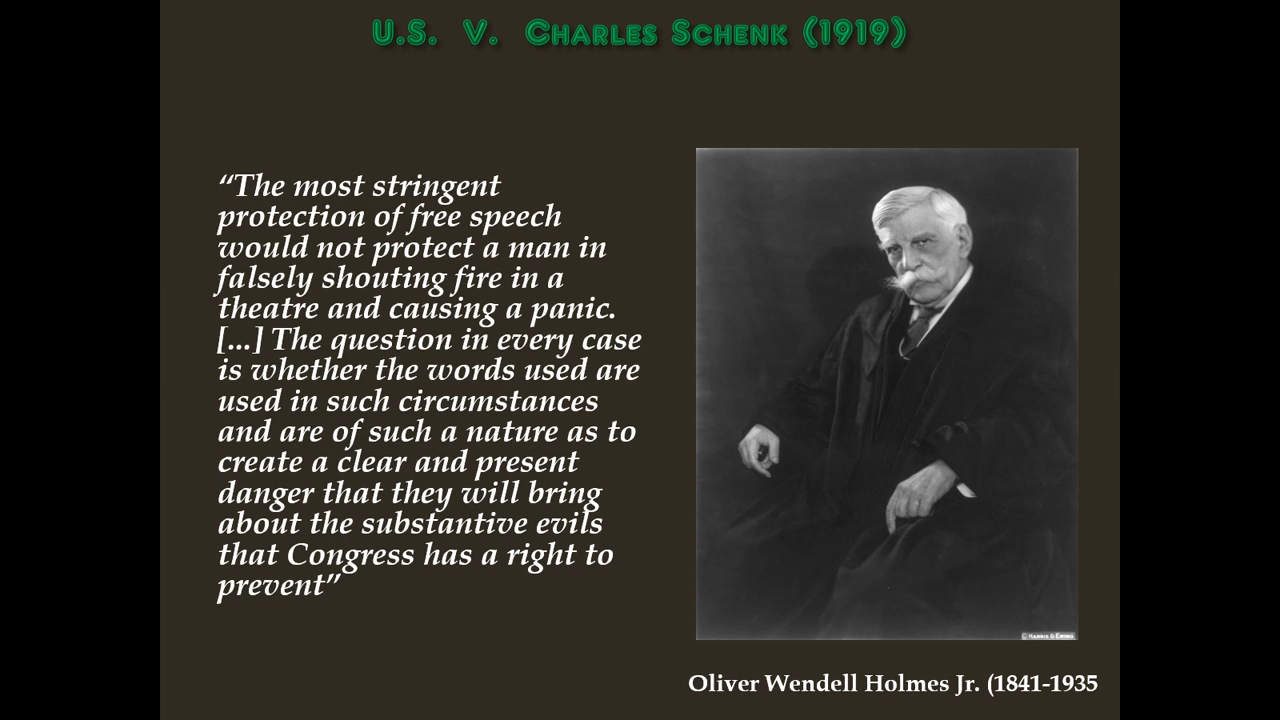 U.S. V. Charles Schenk (1919)
“The most stringent
protection of free speech
would not protect a man in
falsely shouting fire in a
theatre and causing a panic.
[...] The question in every case
is whether the words used are
used in such circumstances
and are of such a nature as to
create a clear and present
danger that they will bring
about the substantive evils
that Congress has a right to
prevent”
© Harris & Ewing
Oliver Wendell Holmes Jr. (1841-1935